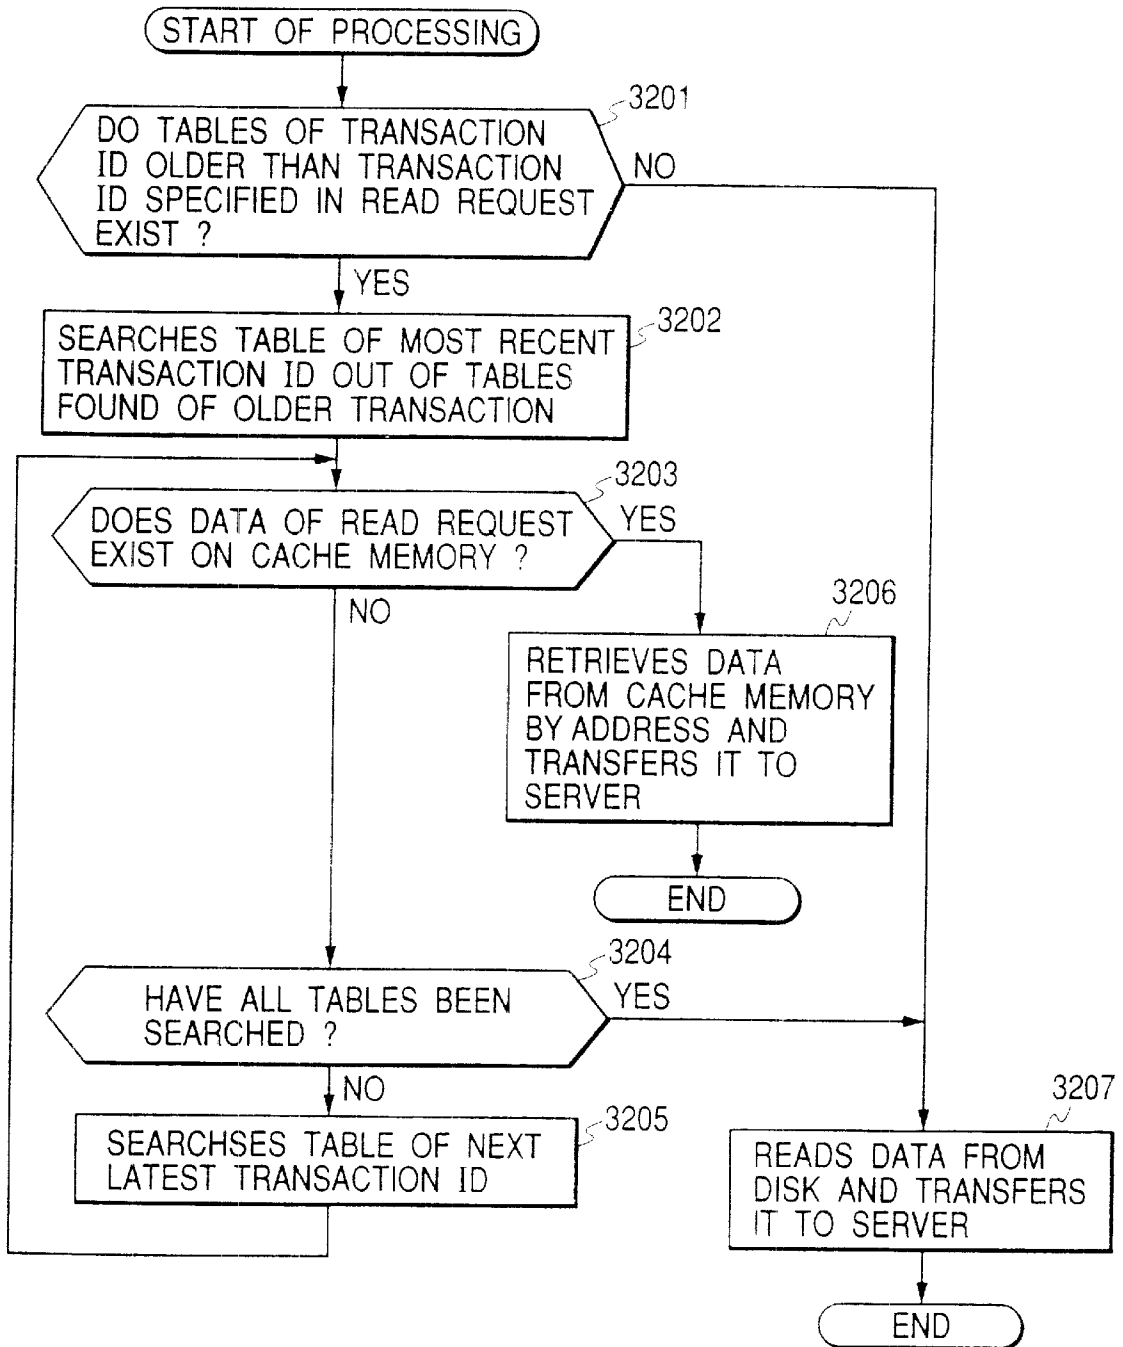 START OF PROCESSING
3201
DO TABLES OF TRANSACTION
ID OLDER THAN TRANSACTION
ID SPECIFIED IN READ REQUEST
EXIST ?
NO
YES
3202
SEARCHES TABLE OF MOST RECENT
TRANSACTION ID OUT OF TABLES
FOUND OF OLDER TRANSACTION
3203
DOES DATA OF READ REQUEST
EXIST ON CACHE MEMORY ?
YES
NO
3206
RETRIEVES DATA
FROM CACHE MEMORY
BY ADDRESS AND
TRANSFERS IT TO
SERVER
END
3204
HAVE ALL TABLES BEEN
SEARCHED ?
YES
NO
3205
SEARCHSES TABLE OF NEXT
LATEST TRANSACTION ID
3207
READS DATA FROM
DISK AND TRANSFERS
IT TO SERVER
END